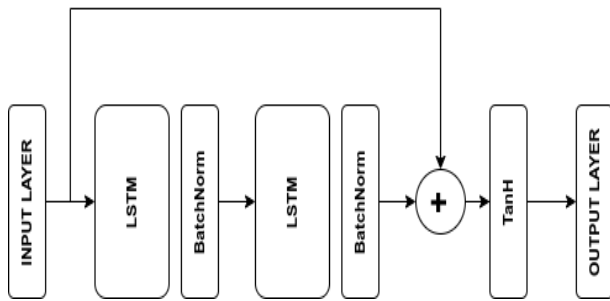 INPUT LAYER
LSTM
BatchNorm
LSTM
BatchNorm
+
TanH
OUTPUT LAYER